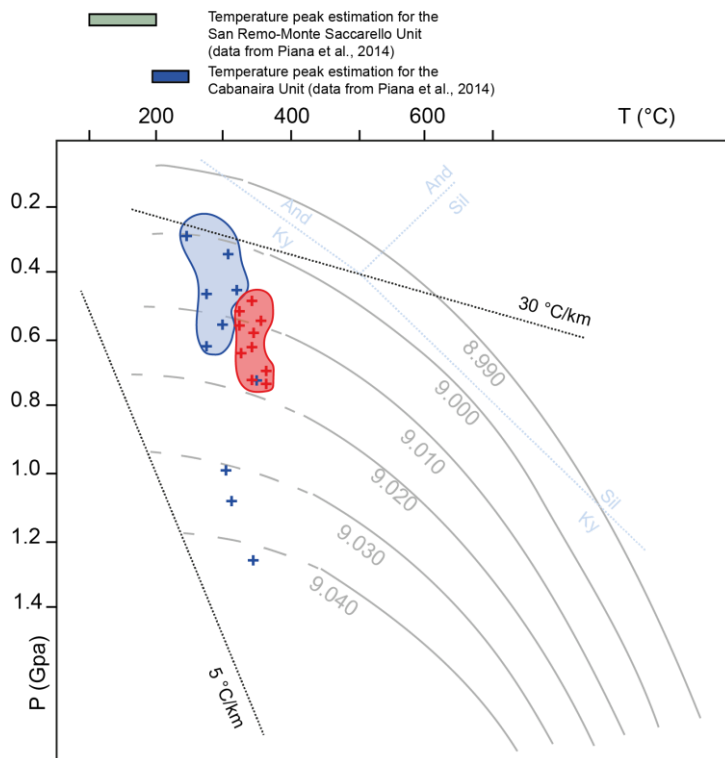 Temperature peak estimation for the
San Remo-Monte Saccarello Unit
(data from Piana et al., 2014)
Temperature peak estimation for the
Cabanaira Unit (data from Piana et al., 2014)
200
400
600
T (°C)
0.2
0.4
0.6
0.8
1.0
1.2
1.4
P (Gpa)
And
Sil
And
Ky
30 °C/km
8.990
9.000
9.010
9.020
9.030
9.040
Sil
Ky
5 °C/km